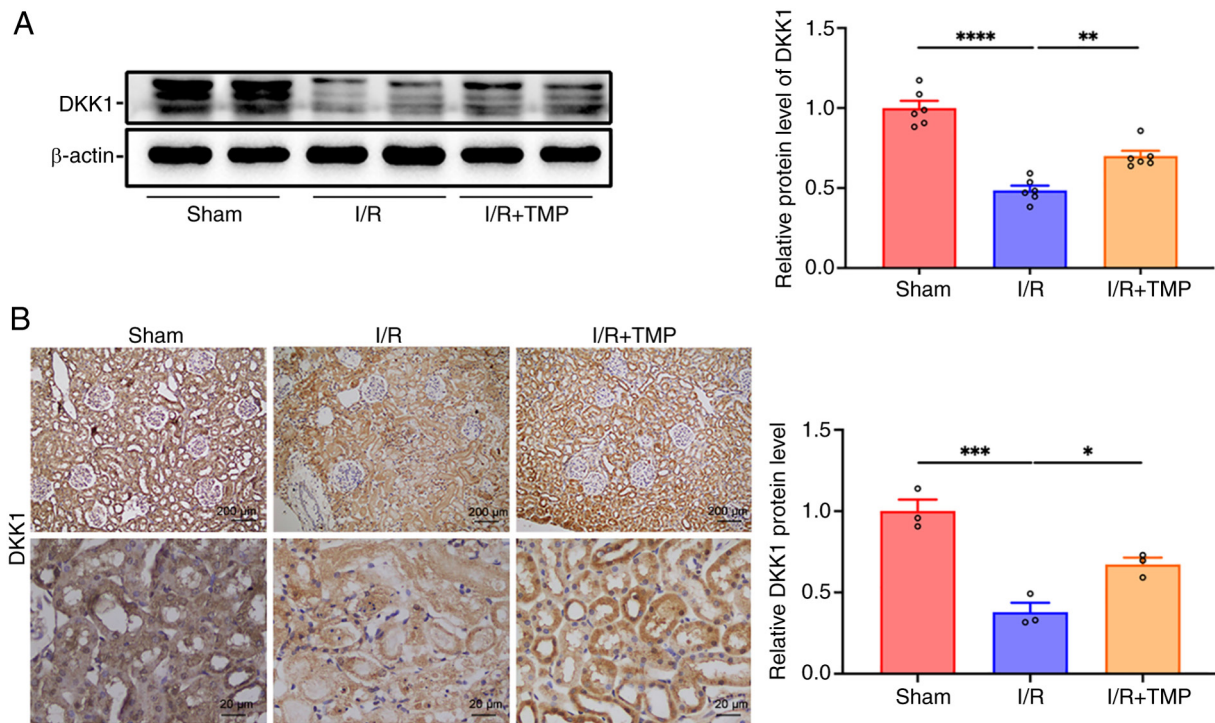 A
DKK1
β-actin
Sham I/R I/R+TMP
Relative protein level of DKK1
1.5
1.0
0.5
0.0
**** **
Sham I/R I/R+TMP
B
Sham I/R I/R+TMP
DKK1
200 μm 200 μm 200 μm
20 μm 20 μm 20 μm
Relative DKK1 protein level
1.5
1.0
0.5
0.0
*** *
Sham I/R I/R+TMP